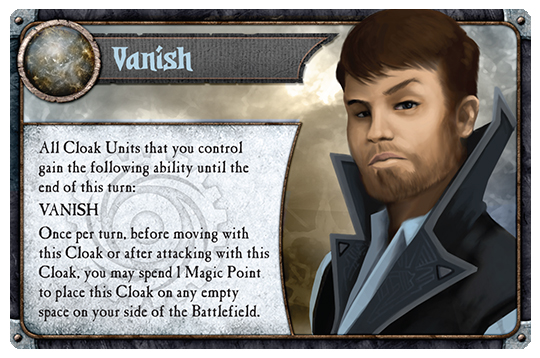 Vanish
All Cloak Units that you control
gain the following ability until the
end of this turn:
VANISH
Once per turn, before moving with
this Cloak or after attacking with this
Cloak, you may spend 1 Magic Point
to place this Cloak on any empty
space on your side of the Battlefield.